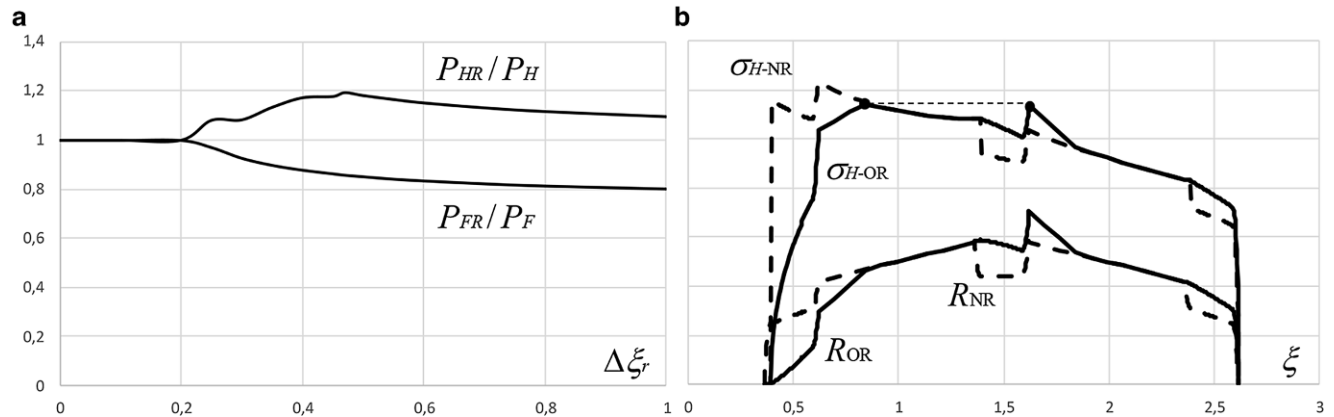 a
1,4
1,2
1
0,8
0,6
0,4
0,2
0
P_HR / P_H
P_FR / P_F
Δξ_r
0 0,2 0,4 0,6 0,8 1
b
σ_H-NR
σ_H-OR
R_NR
R_OR
ξ
0 0,5 1 1,5 2 2,5 3